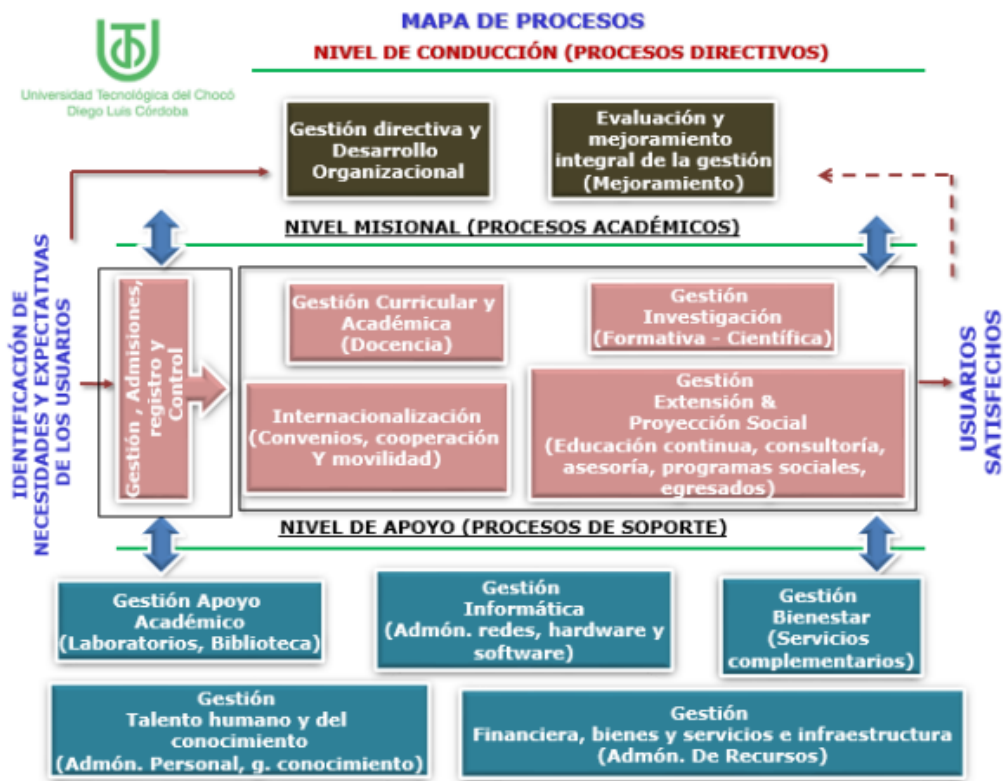 MAPA DE PROCESOS
NIVEL DE CONDUCCIÓN (PROCESOS DIRECTIVOS)
Universidad Tecnológica del Chocó
Diego Luis Córdoba
Gestión directiva y
Desarrollo
Organizacional
Evaluación y
mejoramiento
integral de la gestión
(Mejoramiento)
NIVEL MISIONAL (PROCESOS ACADÉMICOS)
IDENTIFICACIÓN DE
NECESIDADES Y EXPECTATIVAS
DE LOS USUARIOS
Gestión , Admisiones,
registro y
Control
Gestión Curricular y
Académica
(Docencia)
Gestión
Investigación
(Formativa - Científica)
Internacionalización
(Convenios, cooperación
Y movilidad)
Gestión
Extensión &
Proyección Social
(Educación continua, consultoría,
asesoría, programas sociales,
egresados)
USUARIOS
SATISFECHOS
NIVEL DE APOYO (PROCESOS DE SOPORTE)
Gestión Apoyo
Académico
(Laboratorios, Biblioteca)
Gestión
Informática
(Admón. redes, hardware y
software)
Gestión
Bienestar
(Servicios
complementarios)
Gestión
Talento humano y del
conocimiento
(Admón. Personal, g. conocimiento)
Gestión
Financiera, bienes y servicios e infraestructura
(Admón. De Recursos)